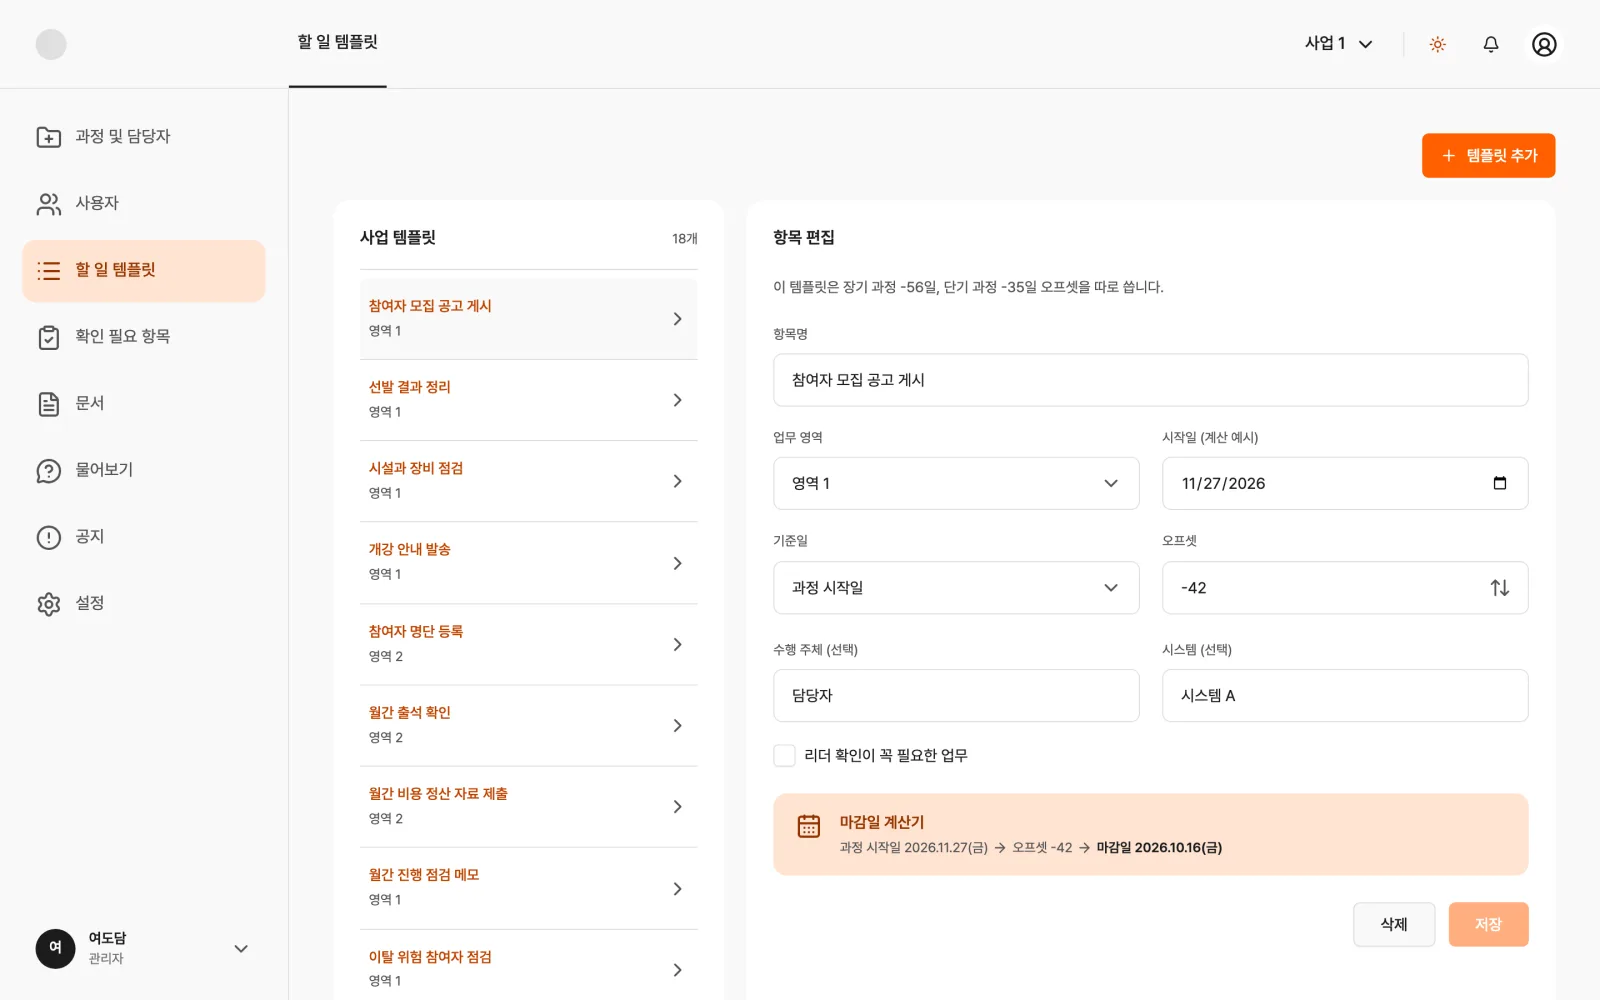 할 일 템플릿
사업 1
과정 및 담당자
사용자
할 일 템플릿
확인 필요 항목
문서
물어보기
공지
설정
여
여도담
관리자
템플릿 추가
사업 템플릿
18개
참여자 모집 공고 게시
영역 1
선발 결과 정리
영역 1
시설과 장비 점검
영역 1
개강 안내 발송
영역 1
참여자 명단 등록
영역 2
월간 출석 확인
영역 2
월간 비용 정산 자료 제출
영역 2
월간 진행 점검 메모
영역 1
이탈 위험 참여자 점검
영역 1
항목 편집
이 템플릿은 장기 과정 -56일, 단기 과정 -35일 오프셋을 따로 씁니다.
항목명
참여자 모집 공고 게시
업무 영역
시작일 (계산 예시)
영역 1
11/27/2026
기준일
오프셋
과정 시작일
-42
수행 주체 (선택)
시스템 (선택)
담당자
시스템 A
리더 확인이 꼭 필요한 업무
마감일 계산기
과정 시작일 2026.11.27(금) → 오프셋 -42 → 마감일 2026.10.16(금)
삭제
저장